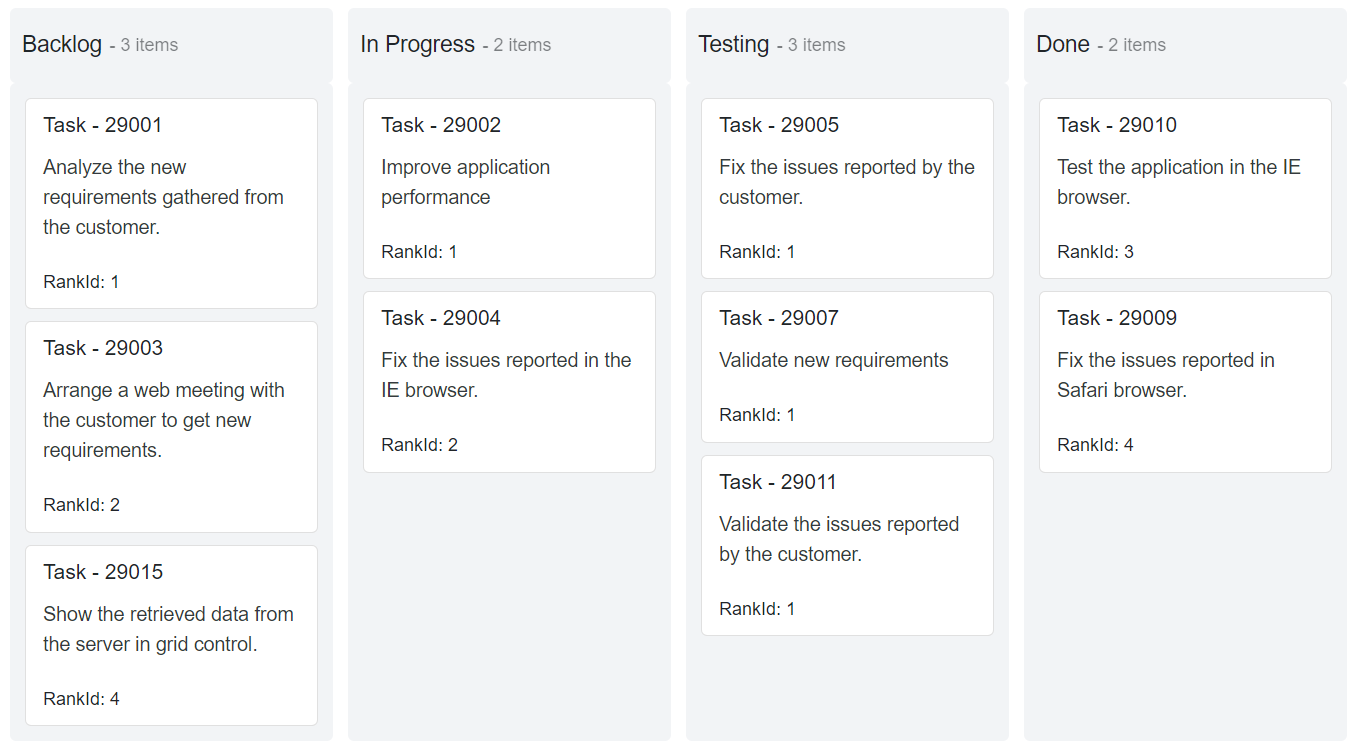 Backlog - 3 items
Task - 29001
Analyze the new
requirements gathered from
the customer.
RankId: 1
Task - 29003
Arrange a web meeting with
the customer to get new
requirements.
RankId: 2
Task - 29015
Show the retrieved data from
the server in grid control.
RankId: 4
In Progress - 2 items
Task - 29002
Improve application
performance
RankId: 1
Task - 29004
Fix the issues reported in the
IE browser.
RankId: 2
Testing - 3 items
Task - 29005
Fix the issues reported by the
customer.
RankId: 1
Task - 29007
Validate new requirements
RankId: 1
Task - 29011
Validate the issues reported
by the customer.
RankId: 1
Done - 2 items
Task - 29010
Test the application in the IE
browser.
RankId: 3
Task - 29009
Fix the issues reported in
Safari browser.
RankId: 4